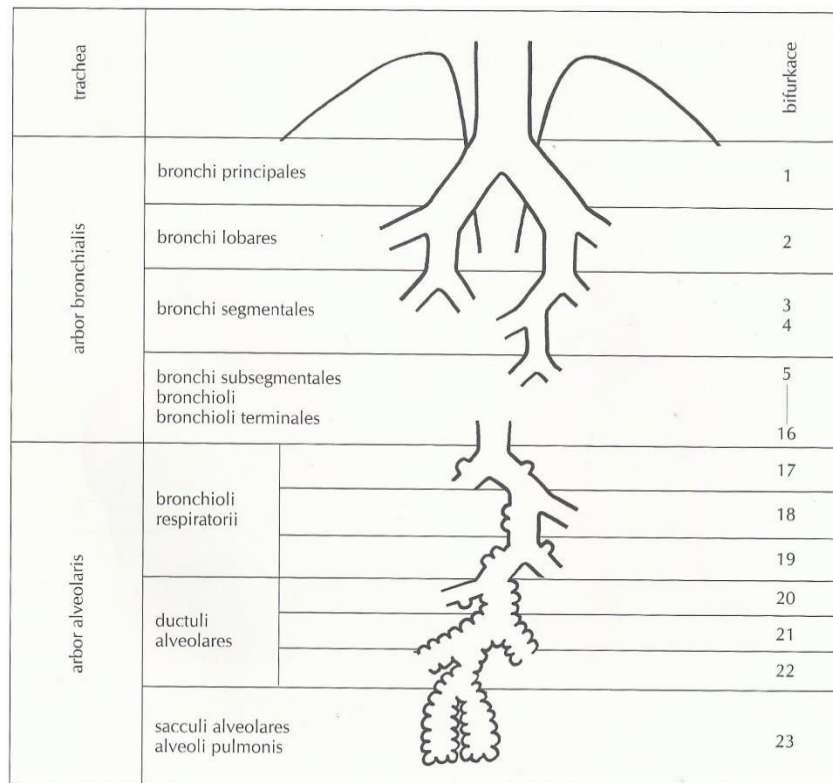 trachea
bifurkace
arbor bronchialis
bronchi principales
1
bronchi lobares
2
bronchi segmentales
3
4
bronchi subsegmentales
bronchioli
bronchioli terminales
5
16
arbor alveolaris
bronchioli
respiratorii
17
18
19
ductuli
alveolares
20
21
22
sacculi alveolares
alveoli pulmonis
23